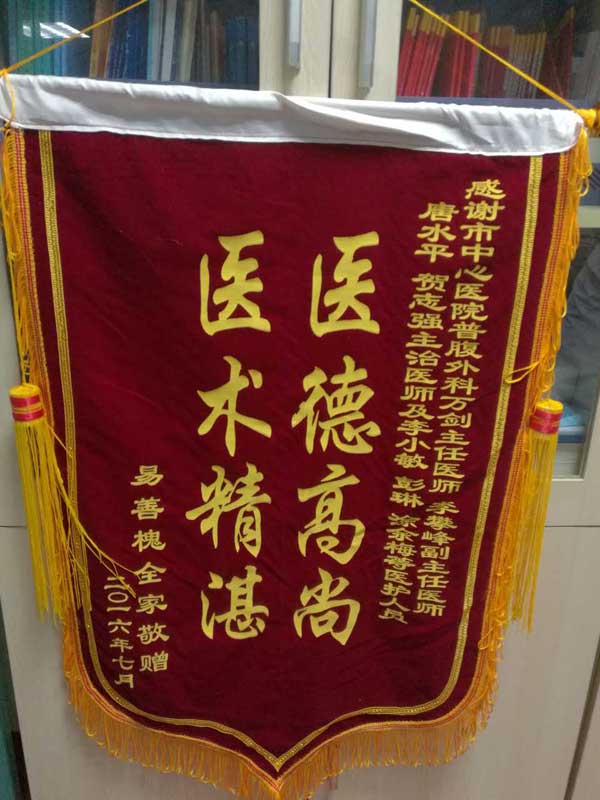 感谢市中心医院普腹外科万剑主任医师 李攀峰副主任医师
唐水平 贺志强主治医师及李小敏 彭琳 涂余梅等医护人员
医德高尚
医术精湛
易善槐全家敬赠
二〇一六年七月